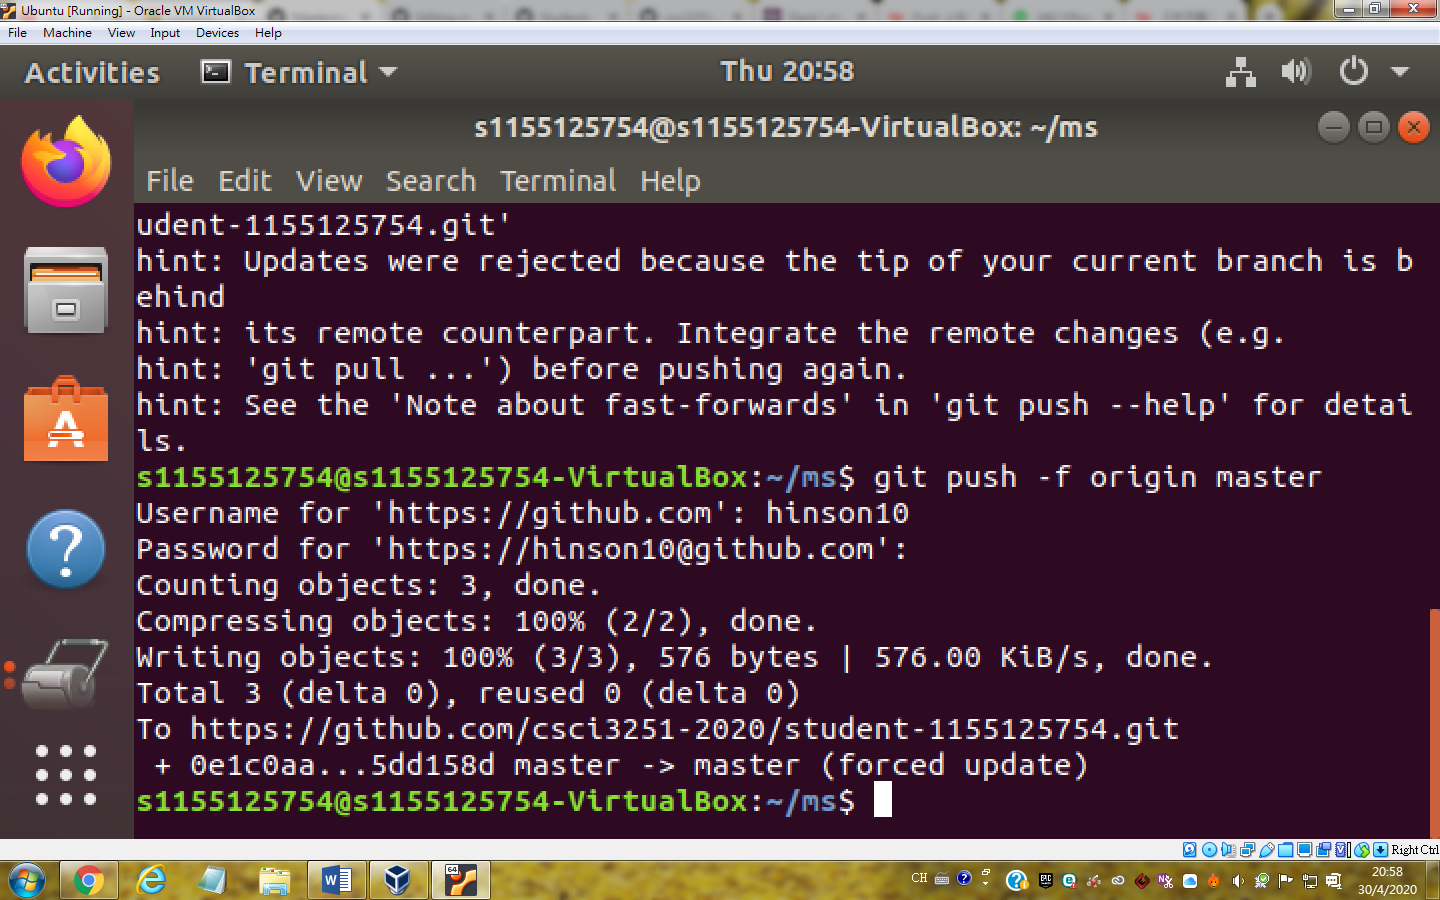 Ubuntu [Running] - Oracle VM VirtualBox
File Machine View Input Devices Help
Activities Terminal Thu 20:58
s1155125754@s1155125754-VirtualBox: ~/ms
File Edit View Search Terminal Help
udent-1155125754.git'
hint: Updates were rejected because the tip of your current branch is b
ehind
hint: its remote counterpart. Integrate the remote changes (e.g.
hint: 'git pull ...') before pushing again.
hint: See the 'Note about fast-forwards' in 'git push --help' for detai
ls.
s1155125754@s1155125754-VirtualBox:~/ms$ git push -f origin master
Username for 'https://github.com': hinson10
Password for 'https://hinson10@github.com':
Counting objects: 3, done.
Compressing objects: 100% (2/2), done.
Writing objects: 100% (3/3), 576 bytes | 576.00 KiB/s, done.
Total 3 (delta 0), reused 0 (delta 0)
To https://github.com/csci3251-2020/student-1155125754.git
 + 0e1c0aa...5dd158d master -> master (forced update)
s1155125754@s1155125754-VirtualBox:~/ms$
Right Ctrl
CH
20:58
30/4/2020